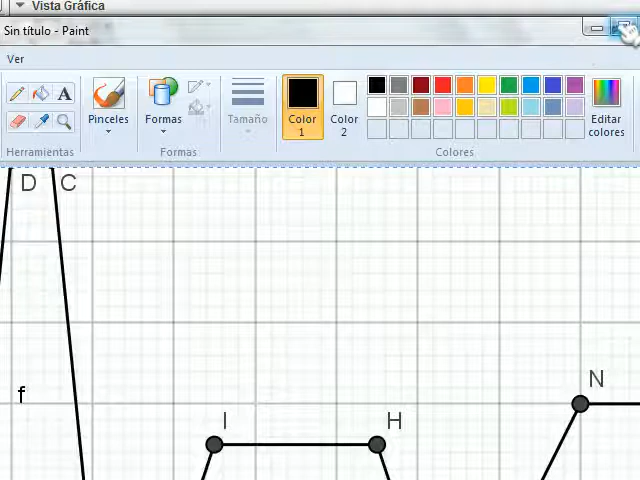 Vista Gráfica
Sin título - Paint
Ver
A
Pinceles
Formas
Tamaño
Color 1
Color 2
Editar colores
Herramientas
Formas
Colores
D
C
f
I
H
N